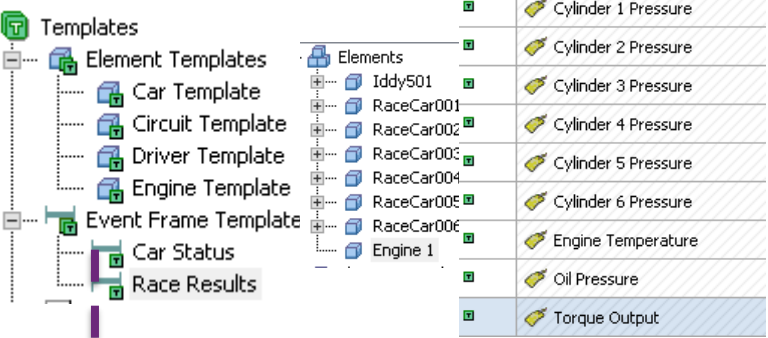 Templates
Element Templates
Car Template
Circuit Template
Driver Template
Engine Template
Event Frame Template
Car Status
Race Results
Elements
Iddy501
RaceCar001
RaceCar002
RaceCar003
RaceCar004
RaceCar005
RaceCar006
Engine 1
Cylinder 1 Pressure
Cylinder 2 Pressure
Cylinder 3 Pressure
Cylinder 4 Pressure
Cylinder 5 Pressure
Cylinder 6 Pressure
Engine Temperature
Oil Pressure
Torque Output